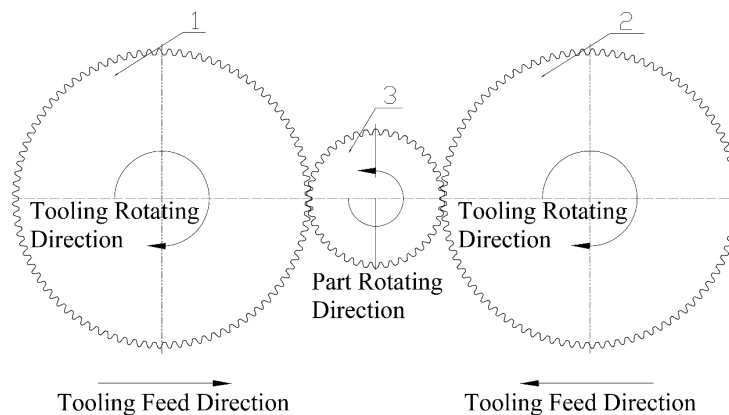 1
2
3
Tooling Rotating
Direction
Tooling Rotating
Direction
Part Rotating
Direction
Tooling Feed Direction
Tooling Feed Direction